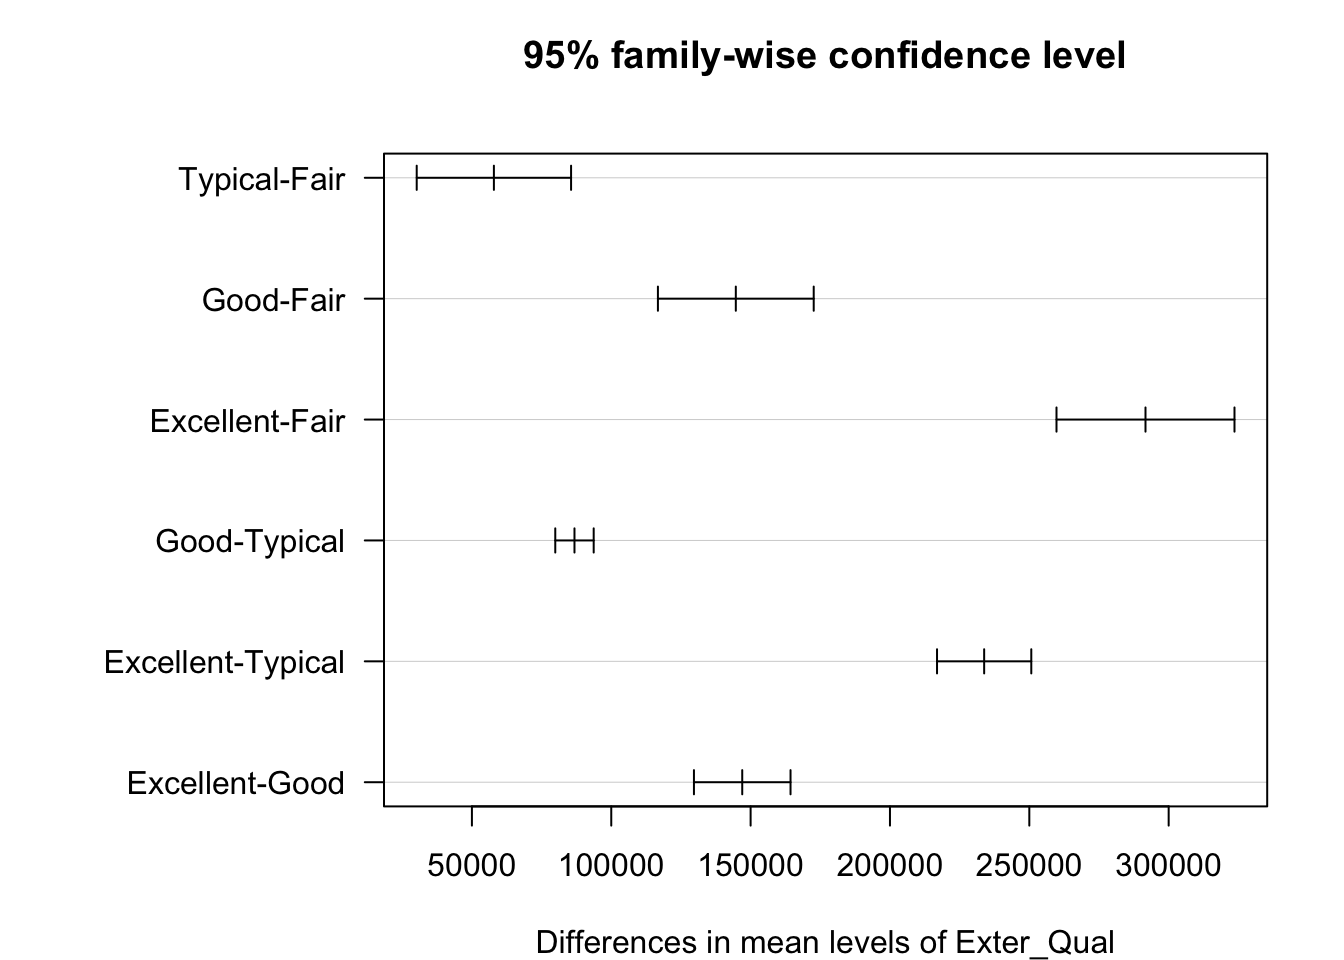 95% family-wise confidence level
Typical-Fair
Good-Fair
Excellent-Fair
Good-Typical
Excellent-Typical
Excellent-Good
50000 100000 150000 200000 250000 300000
Differences in mean levels of Exter_Qual